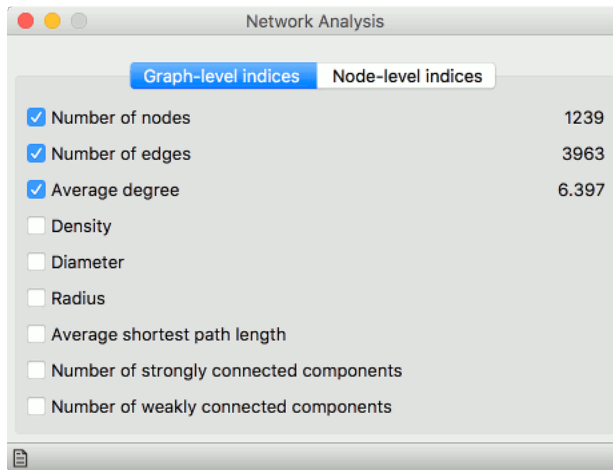 Network Analysis
Graph-level indices Node-level indices
Number of nodes 1239
Number of edges 3963
Average degree 6.397
Density
Diameter
Radius
Average shortest path length
Number of strongly connected components
Number of weakly connected components